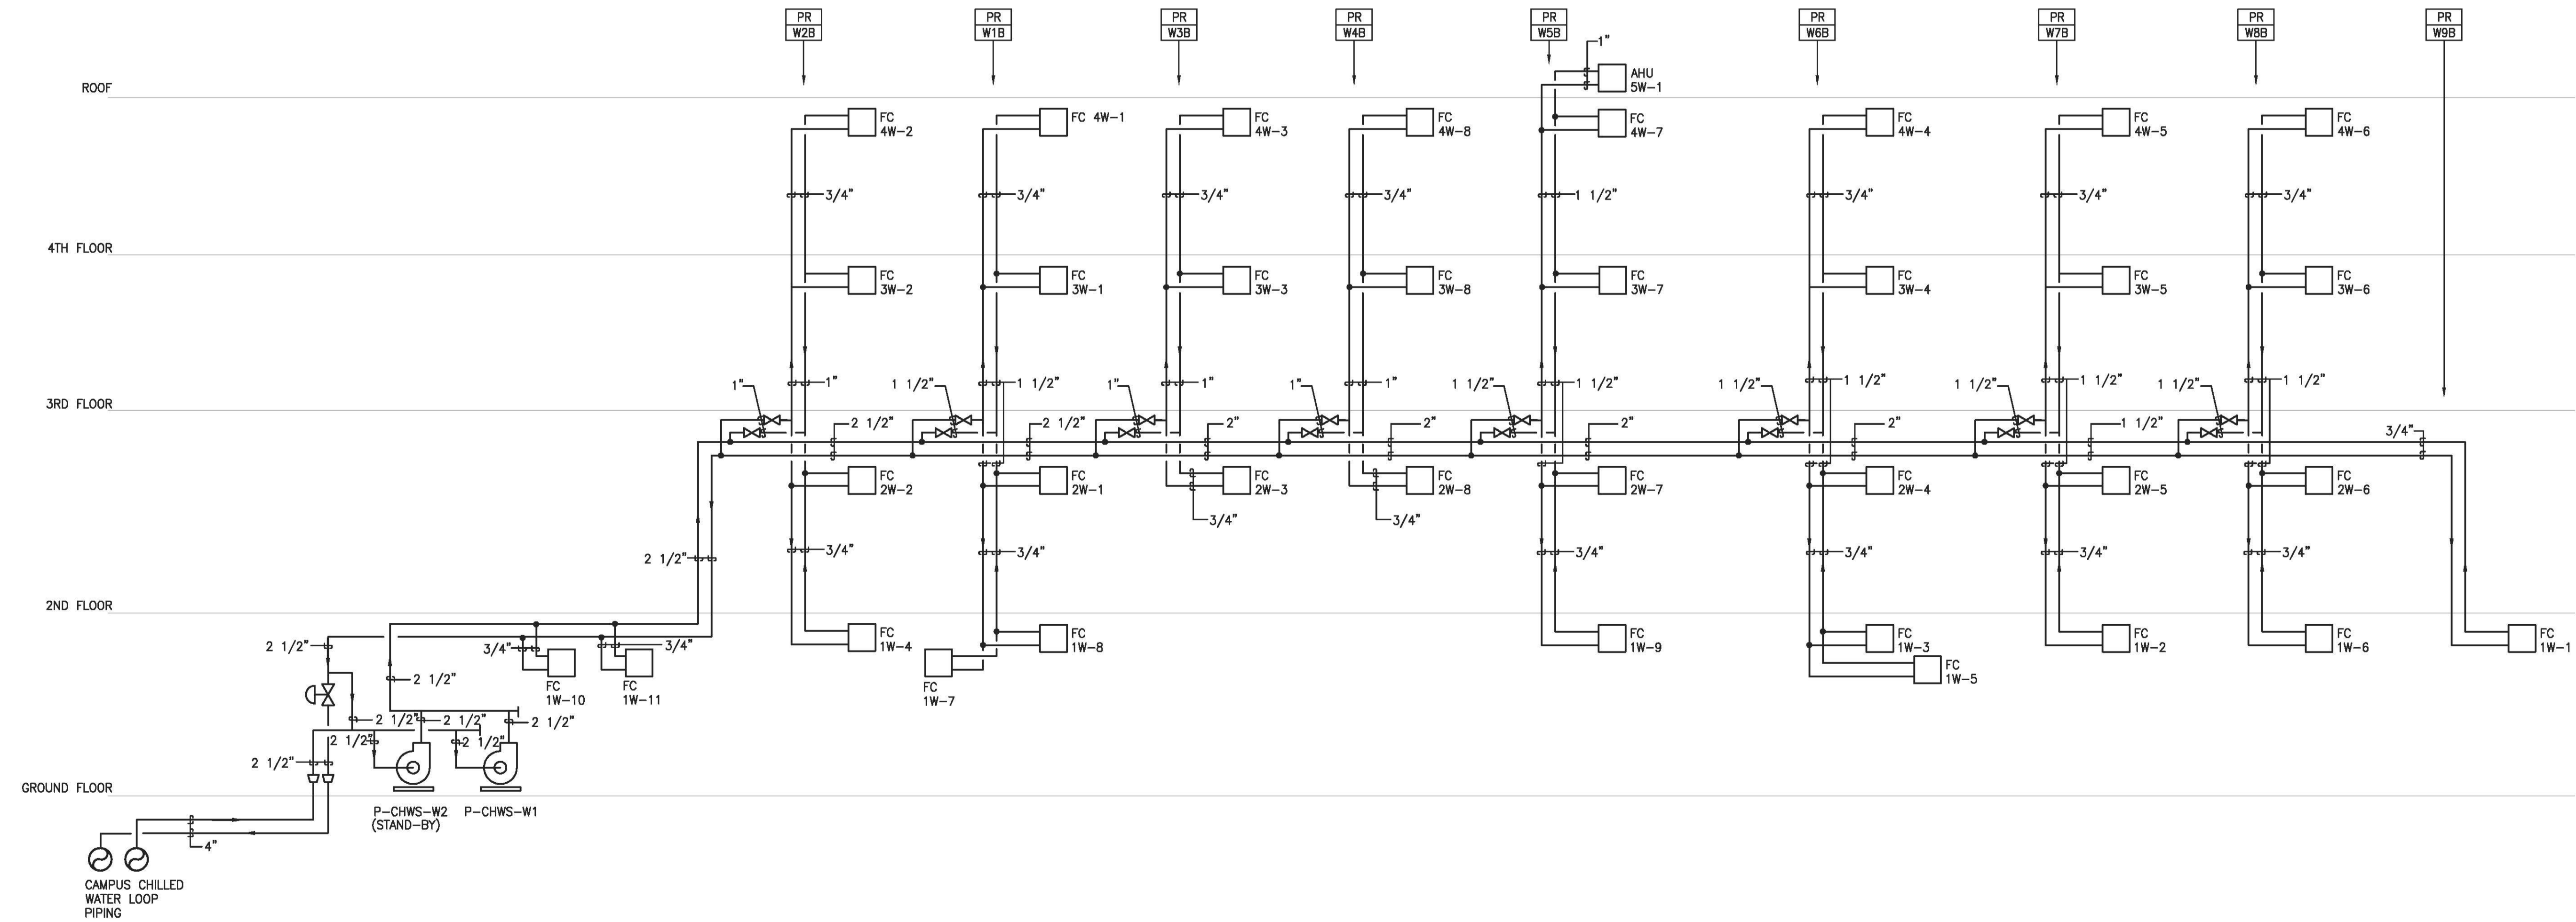 PR PR PR PR PR PR PR PR PR
W2B W1B W3B W4B W5B W6B W7B W8B W9B
1"
AHU
5W-1
ROOF
FC FC 4W-1 FC FC FC FC FC FC
4W-2 4W-3 4W-8 4W-7 4W-4 4W-5 4W-6
3/4" 3/4" 3/4" 3/4" 1 1/2" 3/4" 3/4" 3/4"
4TH FLOOR
FC FC FC FC FC FC FC FC
3W-2 3W-1 3W-3 3W-8 3W-7 3W-4 3W-5 3W-6
1" 1" 1 1/2" 1 1/2" 1" 1" 1" 1" 1 1/2" 1 1/2" 1 1/2" 1 1/2" 1 1/2" 1 1/2" 1 1/2" 1 1/2"
3RD FLOOR
2 1/2" 2 1/2" 2" 2" 2" 2" 1 1/2" 3/4"
FC FC FC FC FC FC FC FC
2W-2 2W-1 2W-3 2W-8 2W-7 2W-4 2W-5 2W-6
3/4" 3/4"
2 1/2" 3/4" 3/4" 3/4" 3/4" 3/4" 3/4"
2ND FLOOR
2 1/2" 3/4" 3/4"
FC FC FC FC FC FC FC
1W-4 1W-8 1W-9 1W-3 1W-2 1W-6 1W-1
FC
1W-5
2 1/2"
FC FC FC
1W-10 1W-11 1W-7
2 1/2" 2 1/2" 2 1/2"
2 1/2" 2 1/2"
2 1/2"
GROUND FLOOR
P-CHWS-W2 P-CHWS-W1
(STAND-BY)
4"
CAMPUS CHILLED
WATER LOOP
PIPING